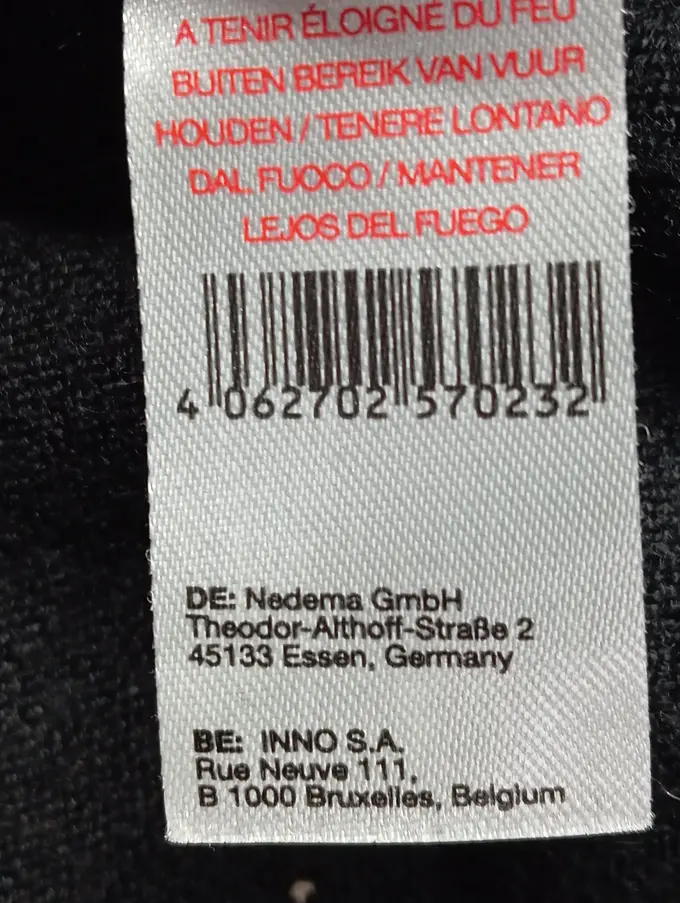 A TENIR ÉLOIGNÉ DU FEU
BUITEN BEREIK VAN VUUR
HOUDEN / TENERE LONTANO
DAL FUOCO / MANTENER
LEJOS DEL FUEGO
4 062702 570232
DE: Nedema GmbH
Theodor-Althoff-Straße 2
45133 Essen, Germany
BE: INNO S.A.
Rue Neuve 111,
B 1000 Bruxelles, Belgium